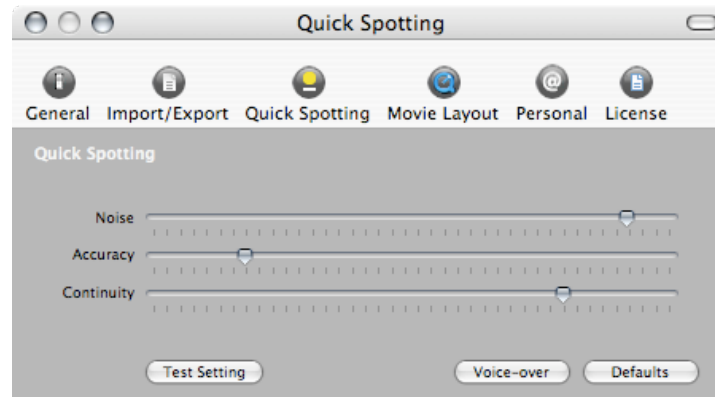 Quick Spotting
General Import/Export Quick Spotting Movie Layout Personal License
Quick Spotting
Noise
Accuracy
Continuity
Test Setting Voice-over Defaults